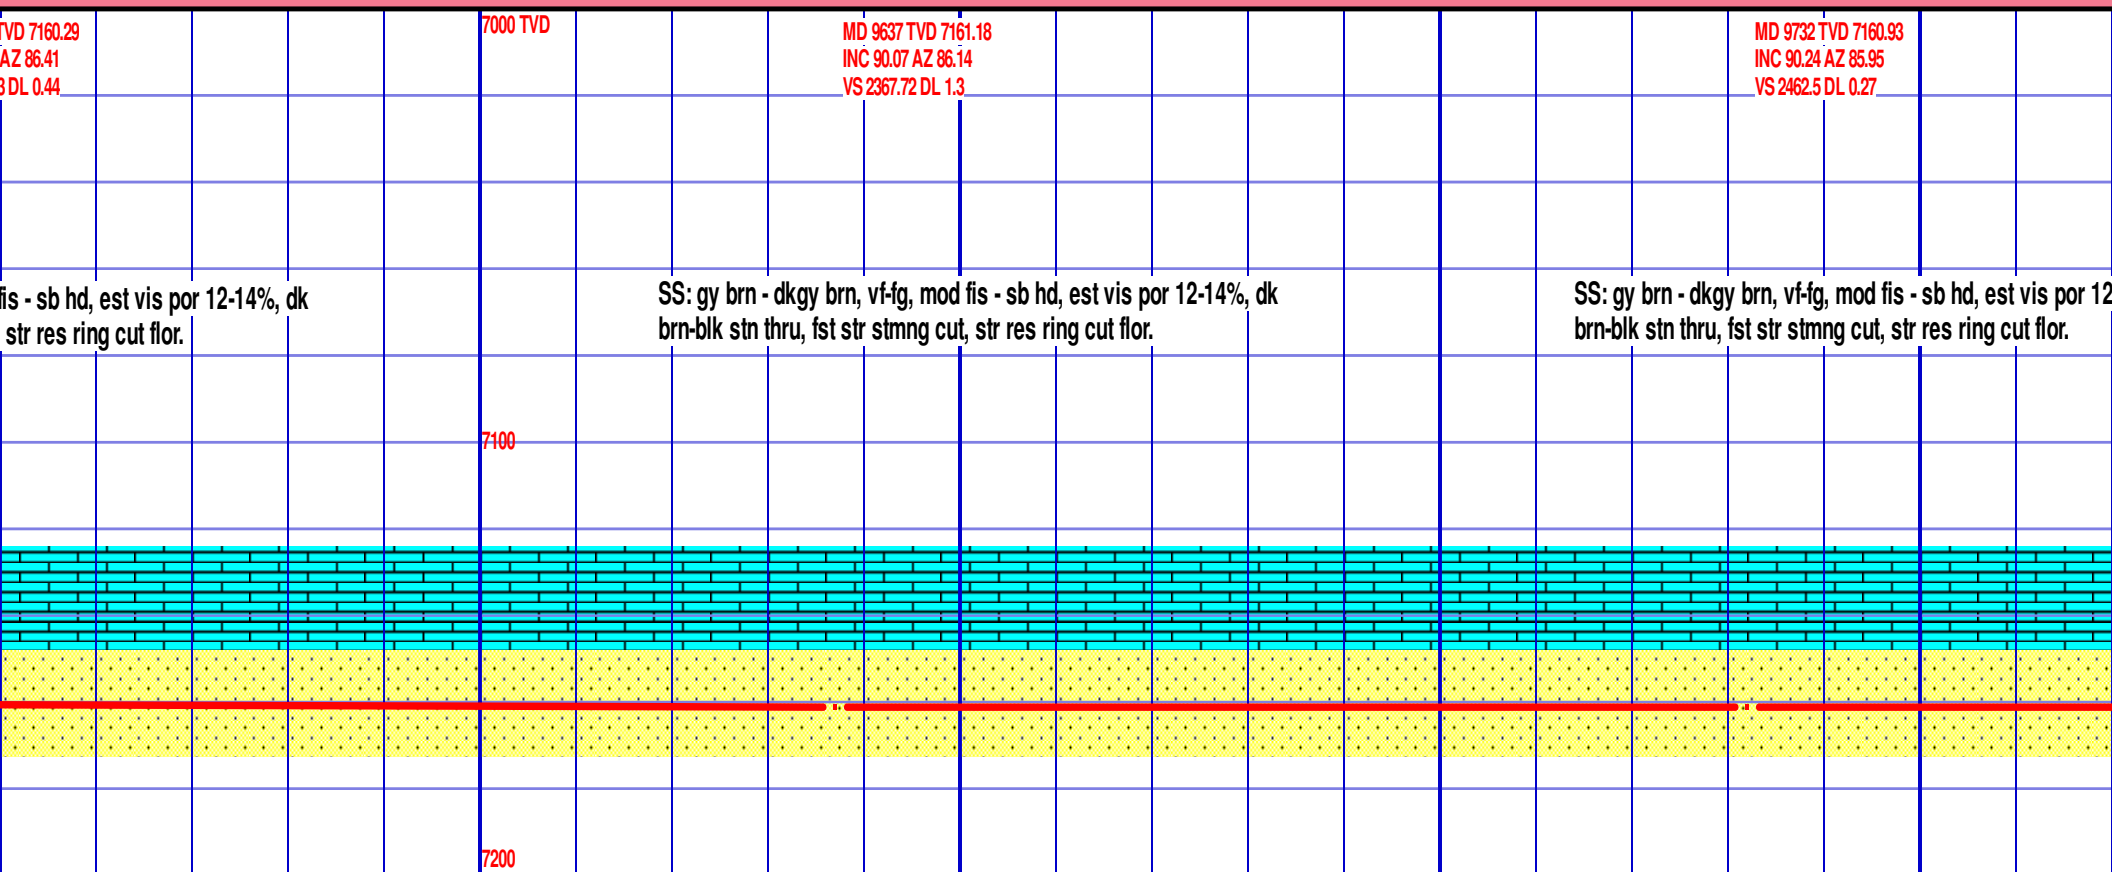 TVD 7160.29
AZ 86.41
3 DL 0.44
7000 TVD
MD 9637 TVD 7161.18
INC 90.07 AZ 86.14
VS 2367.72 DL 1.3
MD 9732 TVD 7160.93
INC 90.24 AZ 85.95
VS 2462.5 DL 0.27
fis - sb hd, est vis por 12-14%, dk
str res ring cut flor.
SS: gy brn - dkgy brn, vf-fg, mod fis - sb hd, est vis por 12-14%, dk
brn-blk stn thru, fst str stmng cut, str res ring cut flor.
SS: gy brn - dkgy brn, vf-fg, mod fis - sb hd, est vis por 12
brn-blk stn thru, fst str stmng cut, str res ring cut flor.
7100
7200